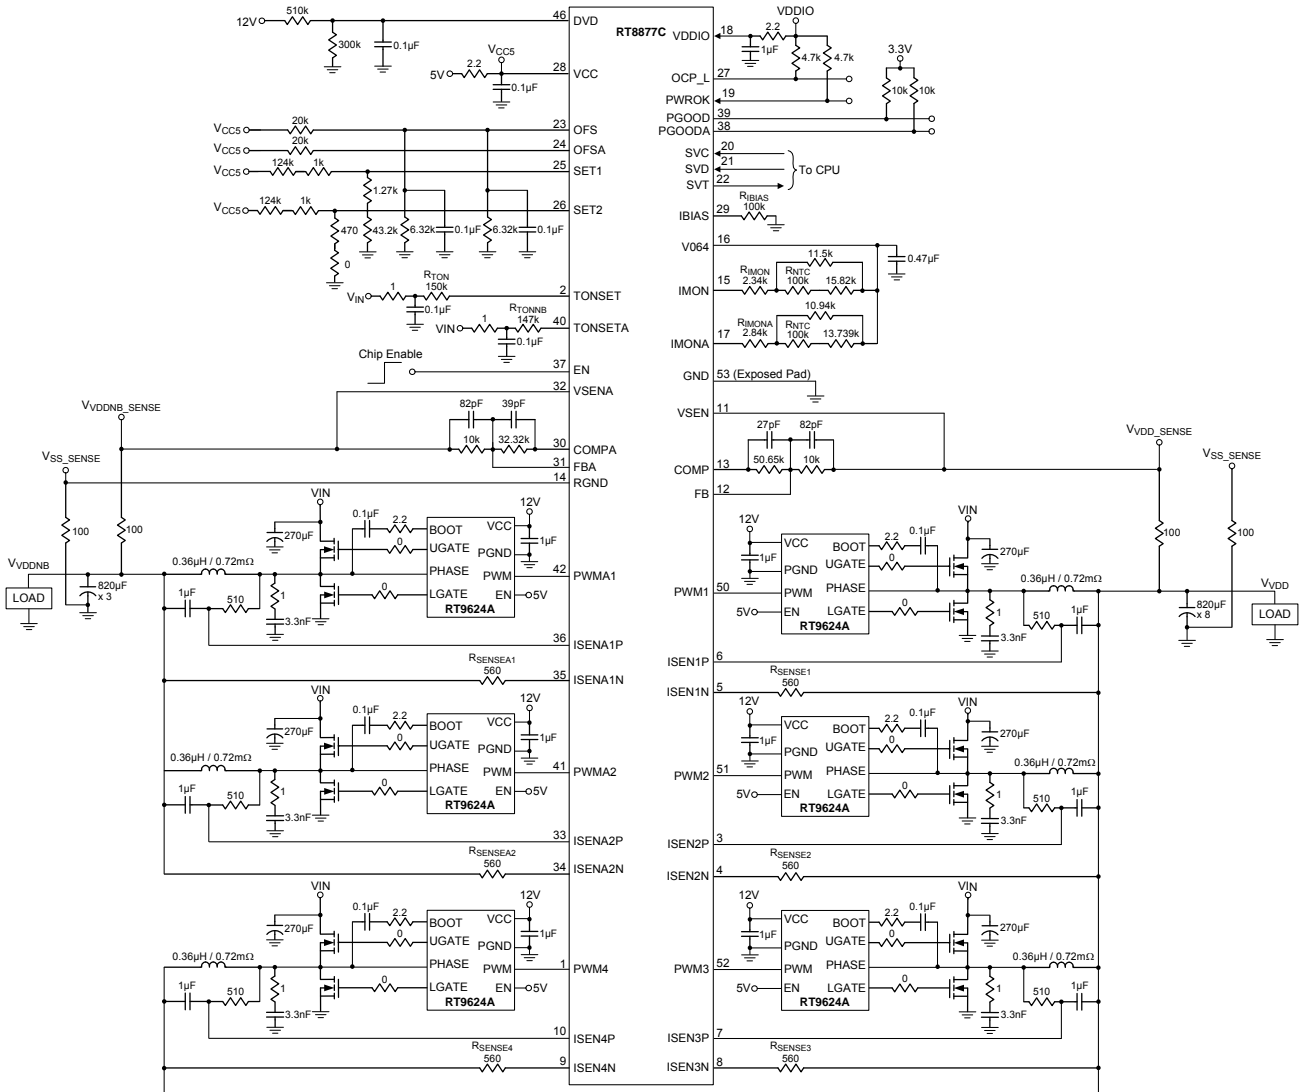 RT8877C
12V
510k
300k
0.1µF
46
DVD
VCC5
5V
2.2
28
VCC
0.1µF
VCC5
20k
23
OFS
VCC5
20k
24
OFSA
VCC5
124k
1k
25
SET1
1.27k
VCC5
124k
1k
26
SET2
470
43.2k
6.32k
0.1µF
6.32k
0.1µF
0
VIN
1
RTON
150k
2
TONSET
0.1µF
VIN
1
RTONNB
147k
40
TONSETA
0.1µF
Chip Enable
37
EN
32
VSENA
VVDDNB_SENSE
82pF
39pF
10k
32.32k
30
COMPA
31
FBA
VSS_SENSE
14
RGND
100
100
VVDDNB
LOAD
820µF
x 3
VIN
270µF
0.1µF
2.2
0
0
BOOT
UGATE
PHASE
LGATE
VCC
PGND
PWM
EN
RT9624A
12V
1µF
5V
42
PWMA1
0.36µH / 0.72mΩ
1µF
510
1
3.3nF
36
ISENA1P
RSENSEA1
560
35
ISENA1N
VIN
270µF
0.1µF
2.2
0
0
BOOT
UGATE
PHASE
LGATE
VCC
PGND
PWM
EN
RT9624A
12V
1µF
5V
41
PWMA2
0.36µH / 0.72mΩ
1µF
510
1
3.3nF
33
ISENA2P
RSENSEA2
560
34
ISENA2N
VIN
270µF
0.1µF
2.2
0
0
BOOT
UGATE
PHASE
LGATE
VCC
PGND
PWM
EN
RT9624A
12V
1µF
5V
1
PWM4
0.36µH / 0.72mΩ
1µF
510
1
3.3nF
10
ISEN4P
RSENSE4
560
9
ISEN4N
VDDIO
VDDIO
18
2.2
1µF
4.7k
4.7k
OCP_L
27
PWROK
19
3.3V
10k
10k
PGOOD
39
PGOODA
38
SVC
20
SVD
21
SVT
22
To CPU
IBIAS
29
RIBIAS
100k
V064
16
0.47µF
11.5k
IMON
15
RIMON
2.34k
RNTC
100k
15.82k
10.94k
IMONA
17
RIMONA
2.84k
RNTC
100k
13.739k
GND
53 (Exposed Pad)
VSEN
11
27pF
82pF
COMP
13
50.65k
10k
FB
12
VVDD_SENSE
VSS_SENSE
100
100
VVDD
LOAD
820µF
x 8
12V
1µF
5V
PWM1
50
VCC
PGND
PWM
EN
BOOT
UGATE
PHASE
LGATE
RT9624A
2.2
0.1µF
0
0
VIN
270µF
0.36µH / 0.72mΩ
1
3.3nF
510
1µF
ISEN1P
6
ISEN1N
5
RSENSE1
560
12V
1µF
5V
PWM2
51
VCC
PGND
PWM
EN
BOOT
UGATE
PHASE
LGATE
RT9624A
2.2
0.1µF
0
0
VIN
270µF
0.36µH / 0.72mΩ
1
3.3nF
510
1µF
ISEN2P
3
ISEN2N
4
RSENSE2
560
12V
1µF
5V
PWM3
52
VCC
PGND
PWM
EN
BOOT
UGATE
PHASE
LGATE
RT9624A
2.2
0.1µF
0
0
VIN
270µF
0.36µH / 0.72mΩ
1
3.3nF
510
1µF
ISEN3P
7
ISEN3N
8
RSENSE3
560